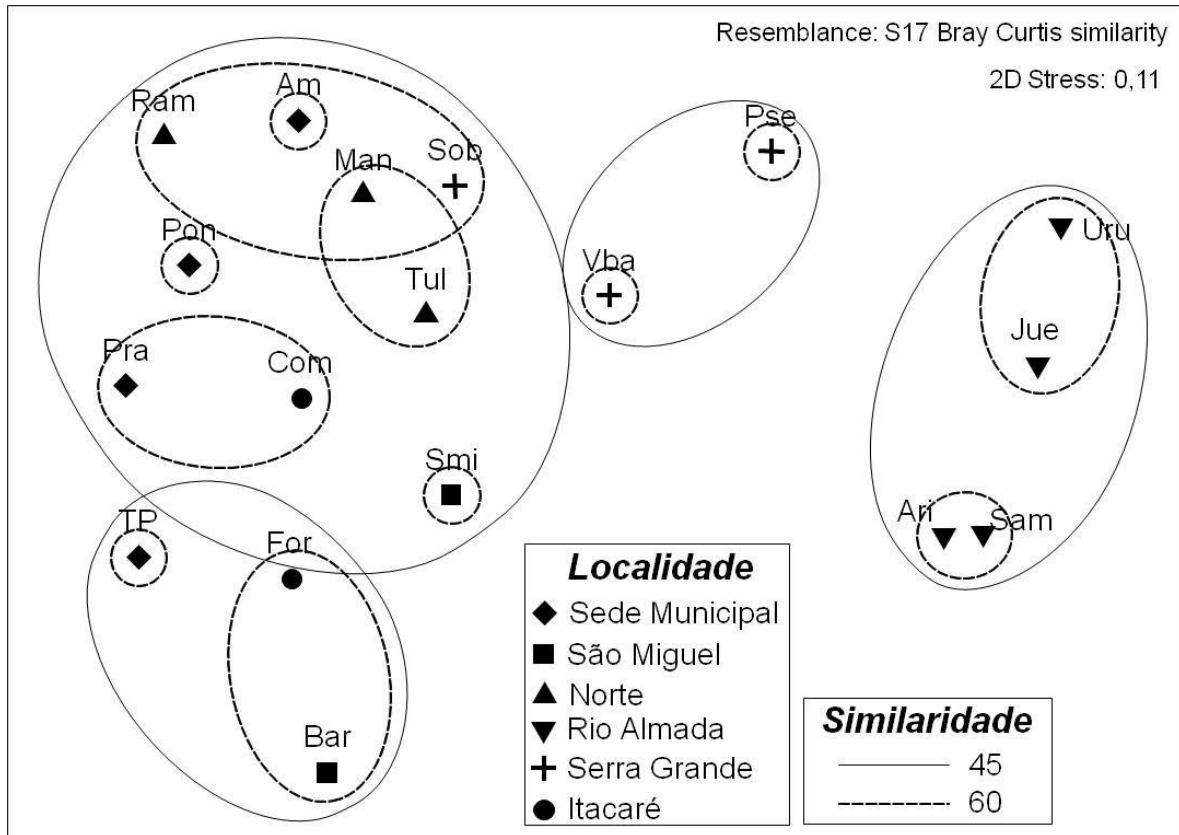 Resemblance: S17 Bray Curtis similarity
2D Stress: 0,11
Ram
Am
Man
Sob
Pse
Pon
Vba
Uru
Tul
Jue
Pra
Com
Smi
TP
For
Ari
Sam
Bar
Localidade
Sede Municipal
São Miguel
Norte
Rio Almada
Serra Grande
Itacaré
Similaridade
45
60